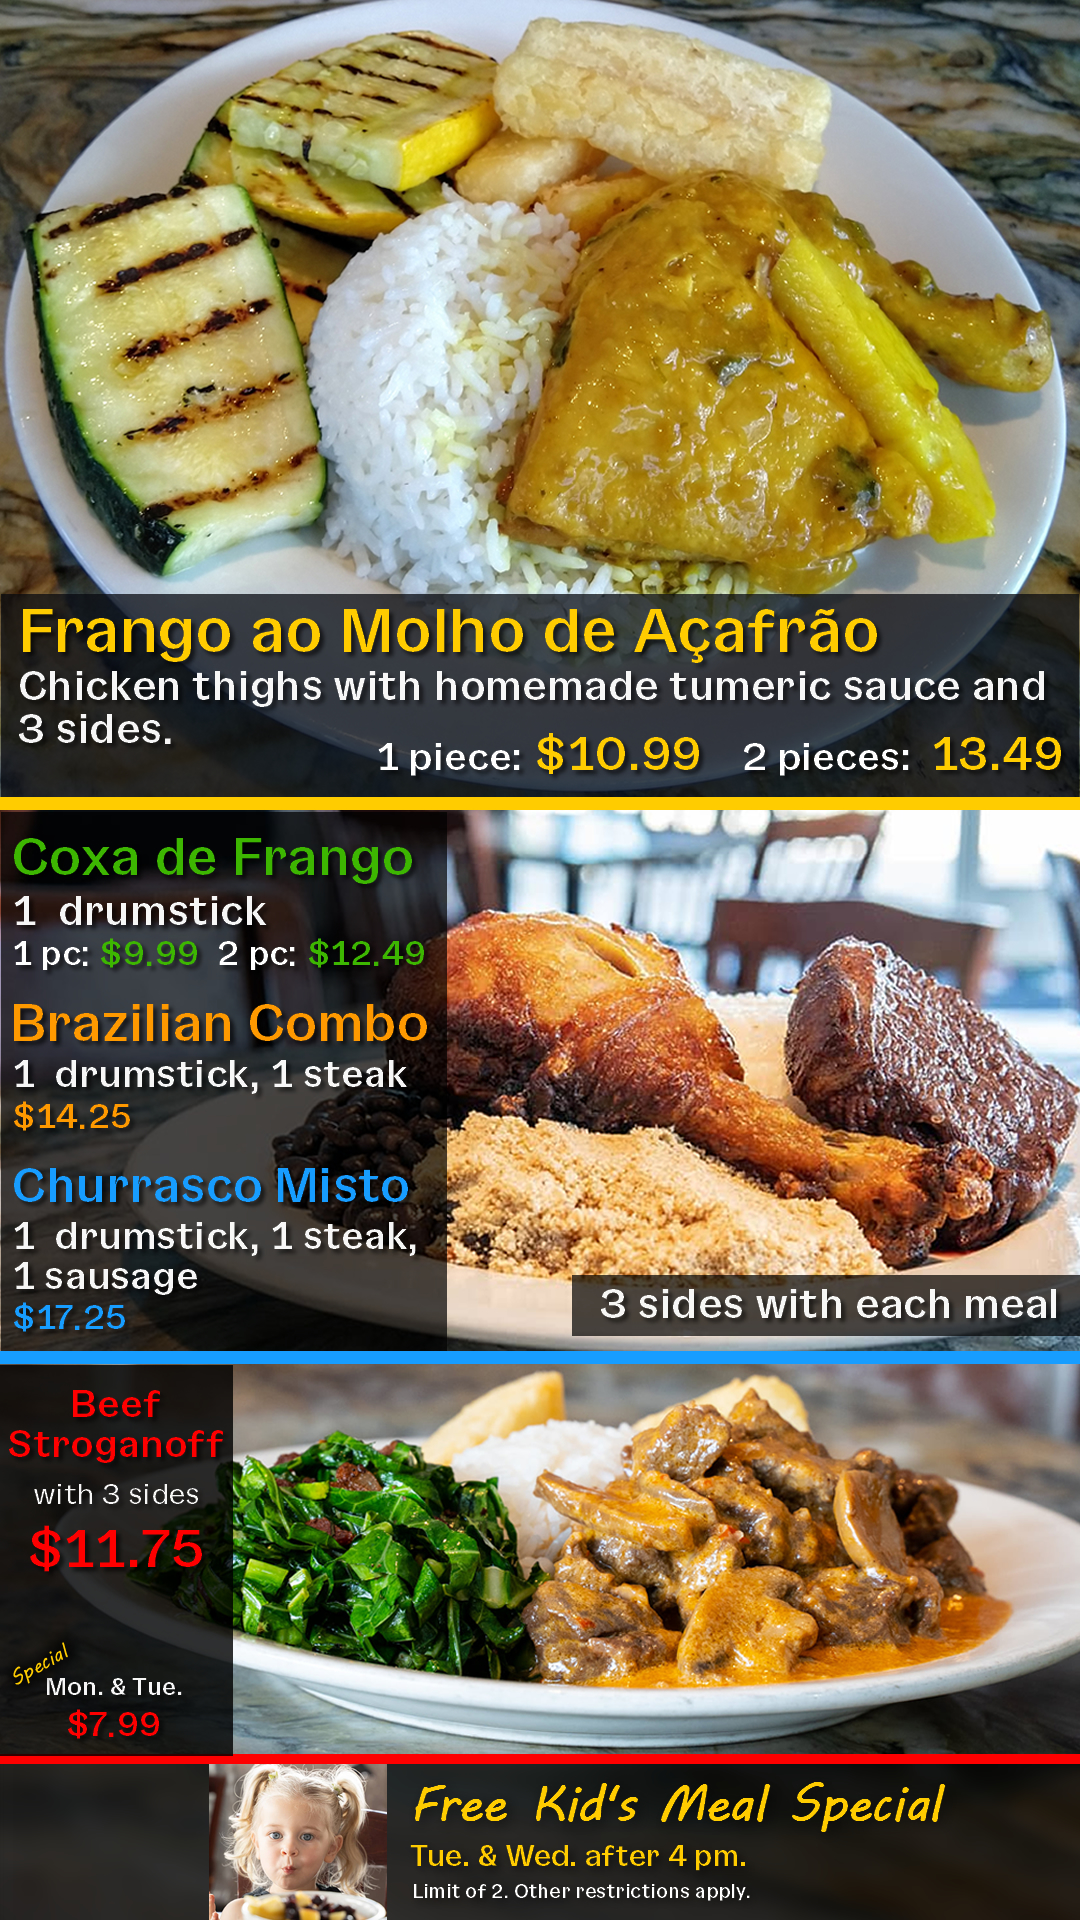 Frango ao Molho de Açafrão
Chicken thighs with homemade tumeric sauce and
3 sides.
1 piece: $10.99 2 pieces: 13.49
Coxa de Frango
1 drumstick
1 pc: $9.99 2 pc: $12.49
Brazilian Combo
1 drumstick, 1 steak
$14.25
Churrasco Misto
1 drumstick, 1 steak,
1 sausage
$17.25
3 sides with each meal
Beef
Stroganoff
with 3 sides
$11.75
Special
Mon. & Tue.
$7.99
Free Kid's Meal Special
Tue. & Wed. after 4 pm.
Limit of 2. Other restrictions apply.